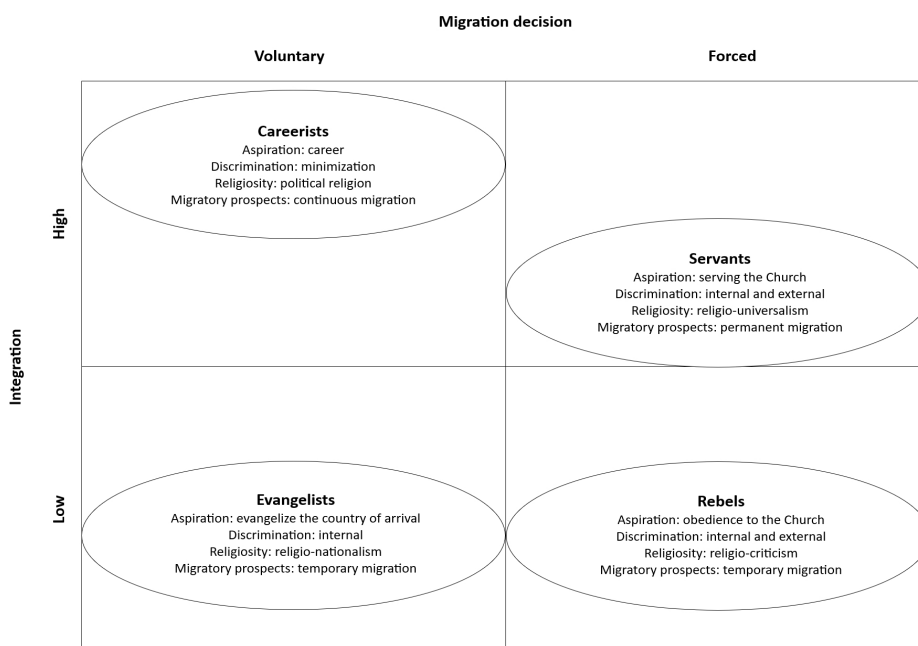 Migration decision
Voluntary
Forced
Integration
High
Careerists
Aspiration: career
Discrimination: minimization
Religiosity: political religion
Migratory prospects: continuous migration
Servants
Aspiration: serving the Church
Discrimination: internal and external
Religiosity: religio-universalism
Migratory prospects: permanent migration
Low
Evangelists
Aspiration: evangelize the country of arrival
Discrimination: internal
Religiosity: religio-nationalism
Migratory prospects: temporary migration
Rebels
Aspiration: obedience to the Church
Discrimination: internal and external
Religiosity: religio-criticism
Migratory prospects: temporary migration